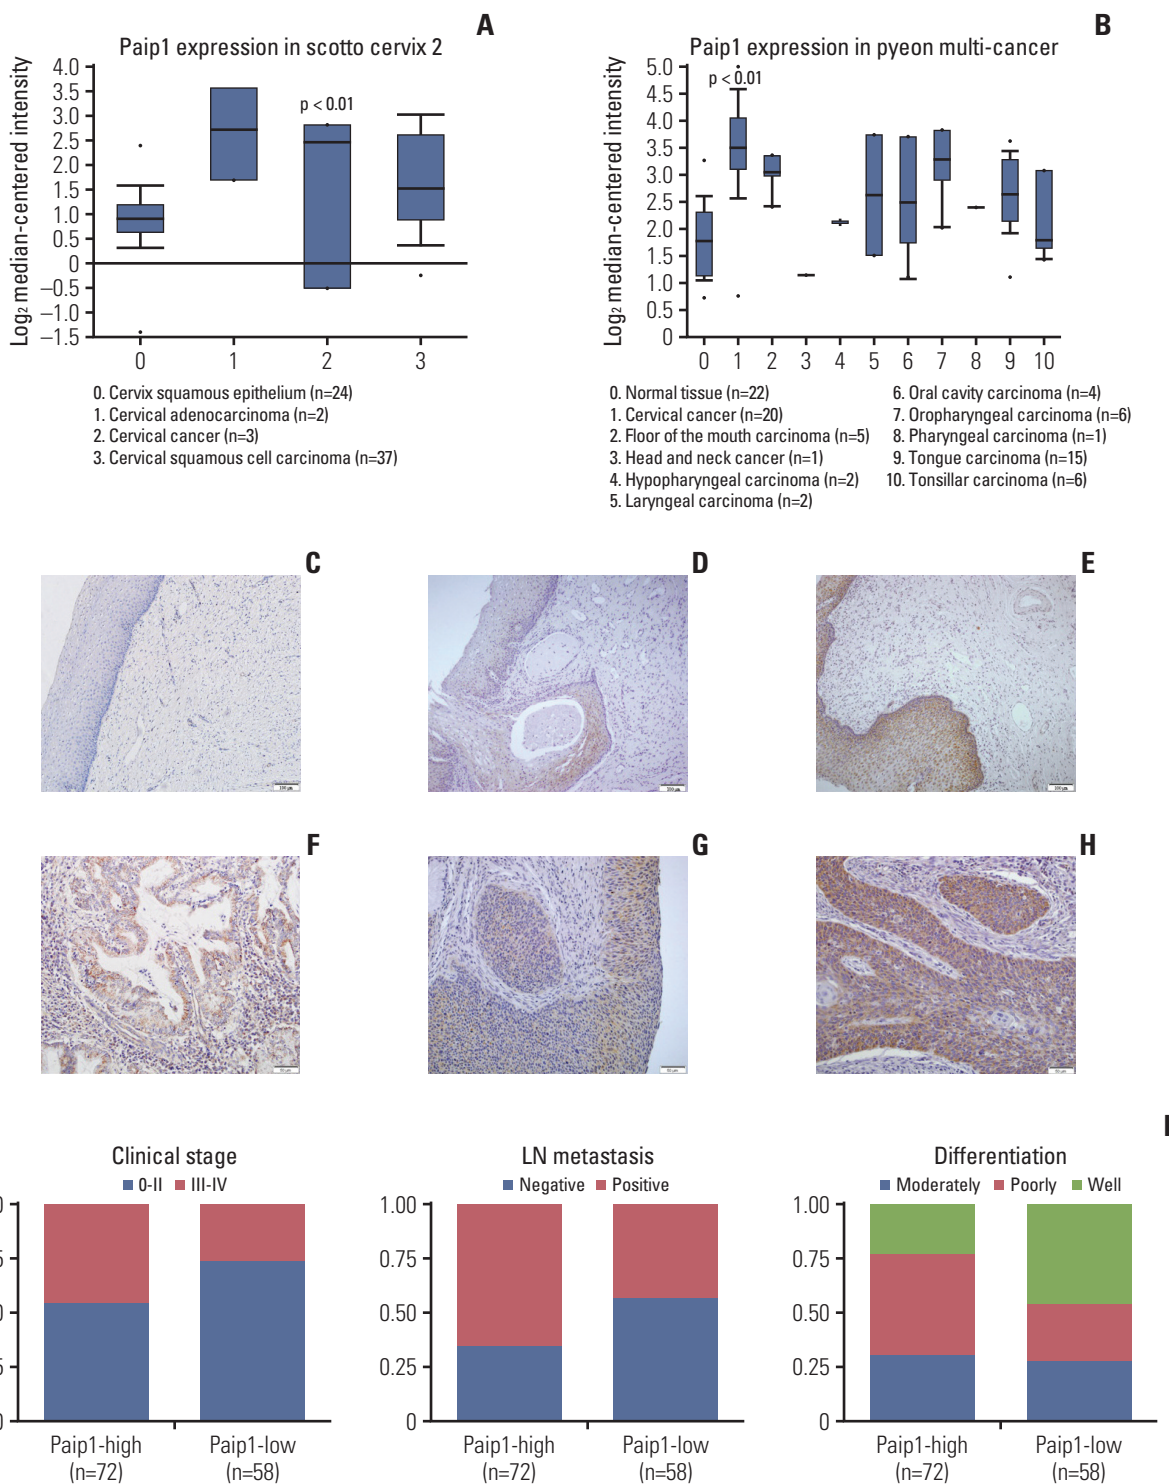 A
Paip1 expression in scotto cervix 2
Log2 median-centered intensity
4.0
3.5
3.0
2.5
2.0
1.5
1.0
0.5
0
−0.5
−1.0
−1.5
p < 0.01
0 1 2 3
0. Cervix squamous epithelium (n=24)
1. Cervical adenocarcinoma (n=2)
2. Cervical cancer (n=3)
3. Cervical squamous cell carcinoma (n=37)
B
Paip1 expression in pyeon multi-cancer
Log2 median-centered intensity
5.0
4.5
4.0
3.5
3.0
2.5
2.0
1.5
1.0
0.5
0
p < 0.01
0 1 2 3 4 5 6 7 8 9 10
0. Normal tissue (n=22)
1. Cervical cancer (n=20)
2. Floor of the mouth carcinoma (n=5)
3. Head and neck cancer (n=1)
4. Hypopharyngeal carcinoma (n=2)
5. Laryngeal carcinoma (n=2)
6. Oral cavity carcinoma (n=4)
7. Oropharyngeal carcinoma (n=6)
8. Pharyngeal carcinoma (n=1)
9. Tongue carcinoma (n=15)
10. Tonsillar carcinoma (n=6)
C
D
E
F
G
H
Clinical stage
0-II III-IV
Paip1-high Paip1-low
(n=72) (n=58)
LN metastasis
Negative Positive
1.00
0.75
0.50
0.25
0
Paip1-high Paip1-low
(n=72) (n=58)
Differentiation
Moderately Poorly Well
1.00
0.75
0.50
0.25
0
Paip1-high Paip1-low
(n=72) (n=58)